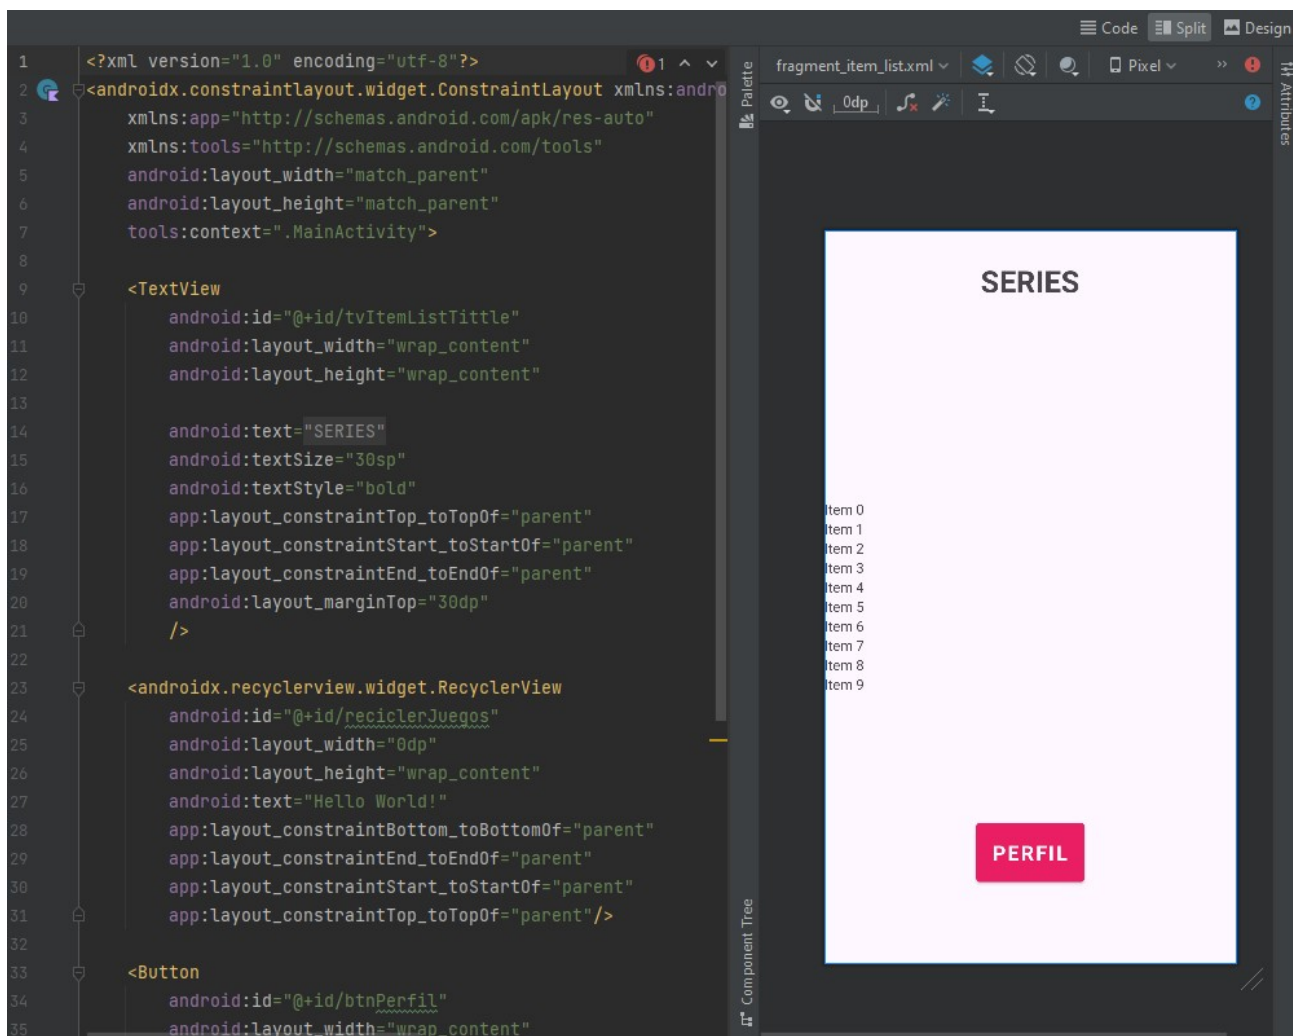 Code Split Design
1 <?xml version="1.0" encoding="utf-8"?> 1
2 <androidx.constraintlayout.widget.ConstraintLayout xmlns:andro
3 xmlns:app="http://schemas.android.com/apk/res-auto"
4 xmlns:tools="http://schemas.android.com/tools"
5 android:layout_width="match_parent"
6 android:layout_height="match_parent"
7 tools:context=".MainActivity">
8
9 <TextView
10 android:id="@+id/tvItemListTittle"
11 android:layout_width="wrap_content"
12 android:layout_height="wrap_content"
13
14 android:text="SERIES"
15 android:textSize="30sp"
16 android:textStyle="bold"
17 app:layout_constraintTop_toTopOf="parent"
18 app:layout_constraintStart_toStartOf="parent"
19 app:layout_constraintEnd_toEndOf="parent"
20 android:layout_marginTop="30dp"
21 />
22
23 <androidx.recyclerview.widget.RecyclerView
24 android:id="@+id/reciclerJuegos"
25 android:layout_width="0dp"
26 android:layout_height="wrap_content"
27 android:text="Hello World!"
28 app:layout_constraintBottom_toBottomOf="parent"
29 app:layout_constraintEnd_toEndOf="parent"
30 app:layout_constraintStart_toStartOf="parent"
31 app:layout_constraintTop_toTopOf="parent"/>
32
33 <Button
34 android:id="@+id/btnPerfil"
35 android:layout_width="wrap_content"
Palette
Component Tree
fragment_item_list.xml Pixel »
0dp
Attributes
SERIES
Item 0
Item 1
Item 2
Item 3
Item 4
Item 5
Item 6
Item 7
Item 8
Item 9
PERFIL